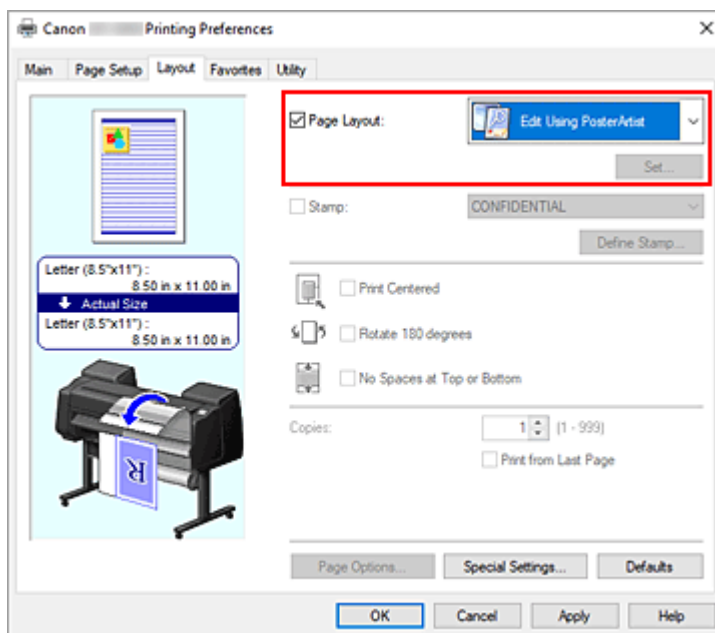 Canon Printing Preferences
Main Page Setup Layout Favorites Utility
Page Layout: Edit Using PosterArtist
Set...
Stamp: CONFIDENTIAL
Define Stamp...
Letter (8.5"x11") :
8.50 in x 11.00 in
Actual Size
Letter (8.5"x11") :
8.50 in x 11.00 in
Print Centered
Rotate 180 degrees
No Spaces at Top or Bottom
Copies: 1 (1 - 999)
Print from Last Page
R
Page Options... Special Settings... Defaults
OK Cancel Apply Help